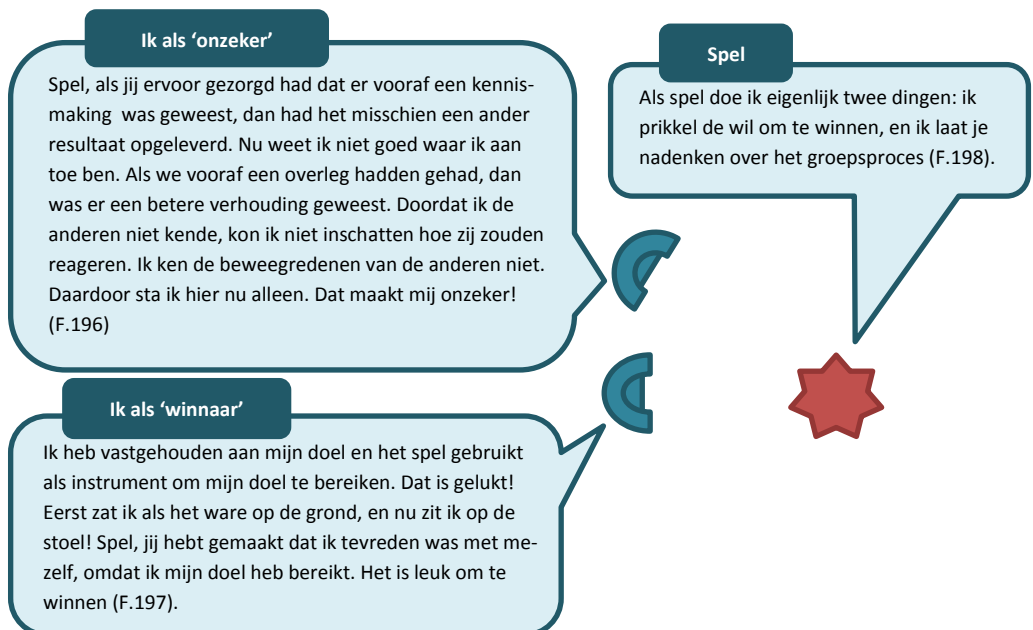 Ik als ‘onzeker’
Spel, als jij ervoor gezorgd had dat er vooraf een kennis-
making was geweest, dan had het misschien een ander
resultaat opgeleverd. Nu weet ik niet goed waar ik aan
toe ben. Als we vooraf een overleg hadden gehad, dan
was er een betere verhouding geweest. Doordat ik de
anderen niet kende, kon ik niet inschatten hoe zij zouden
reageren. Ik ken de beweegredenen van de anderen niet.
Daardoor sta ik hier nu alleen. Dat maakt mij onzeker!
(F.196)
Spel
Als spel doe ik eigenlijk twee dingen: ik
prikkel de wil om te winnen, en ik laat je
nadenken over het groepsproces (F.198).
Ik als ‘winnaar’
Ik heb vastgehouden aan mijn doel en het spel gebruikt
als instrument om mijn doel te bereiken. Dat is gelukt!
Eerst zat ik als het ware op de grond, en nu zit ik op de
stoel! Spel, jij hebt gemaakt dat ik tevreden was met me-
zelf, omdat ik mijn doel heb bereikt. Het is leuk om te
winnen (F.197).